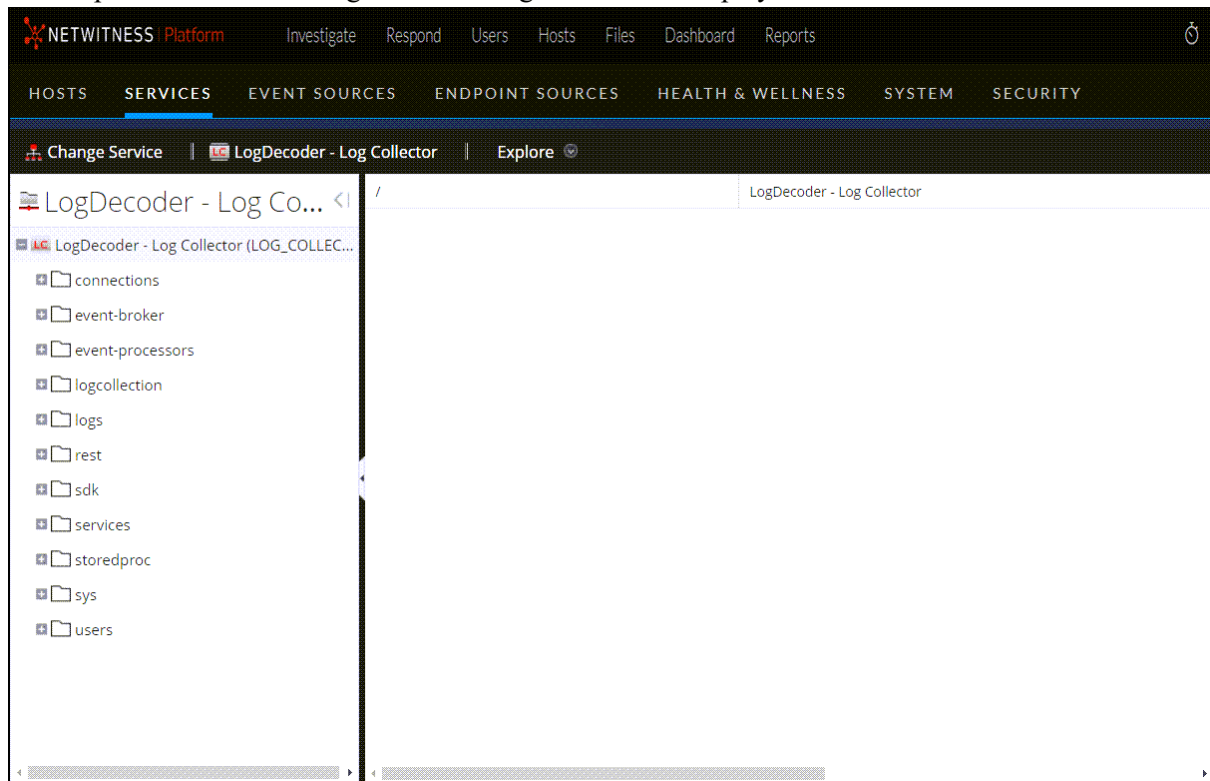 NETWITNESS Platform Investigate Respond Users Hosts Files Dashboard Reports
HOSTS SERVICES EVENT SOURCES ENDPOINT SOURCES HEALTH & WELLNESS SYSTEM SECURITY
Change Service LC LogDecoder - Log Collector Explore
LogDecoder - Log Co...
/ LogDecoder - Log Collector
LC LogDecoder - Log Collector (LOG_COLLEC...
connections
event-broker
event-processors
logcollection
logs
rest
sdk
services
storedproc
sys
users